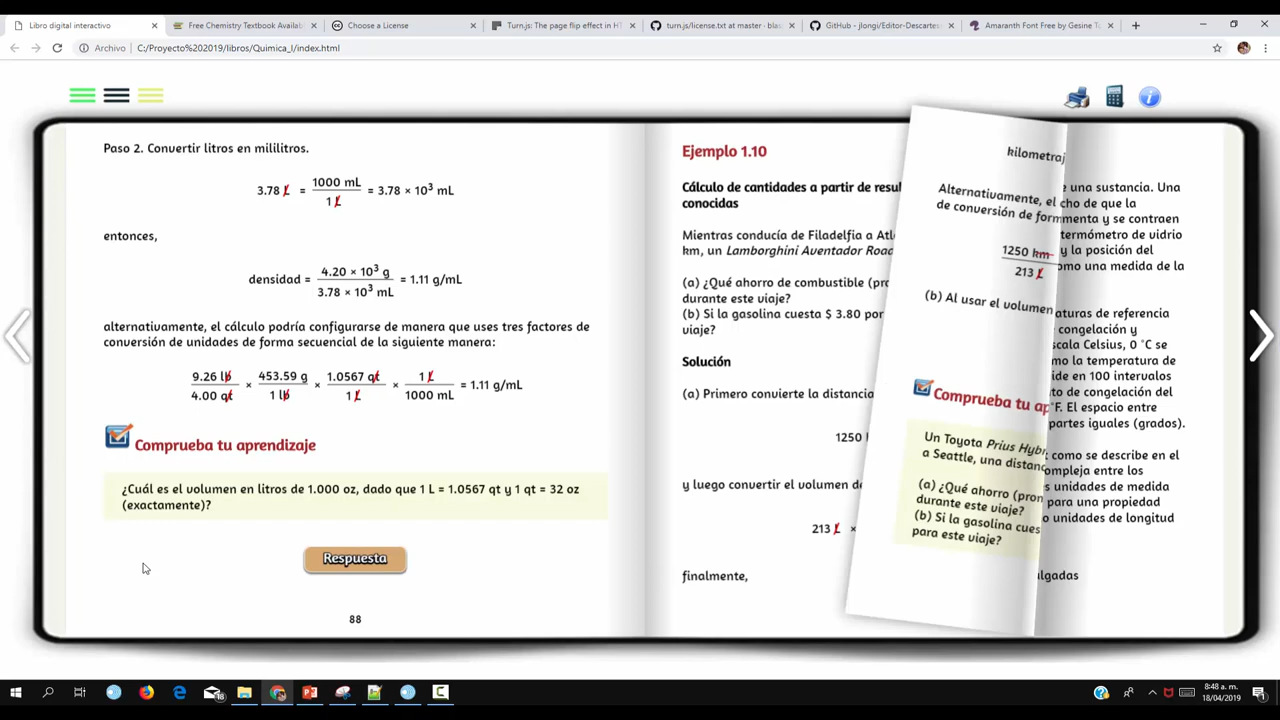 Libro digital interactivo
Free Chemistry Textbook Availab
Choose a License
Turn.js: The page flip effect in HT
turn.js/license.txt at master · blas
GitHub - jlongi/Editor-Descartes
Amaranth Font Free by Gesine To
Archivo | C:/Proyecto%202019/libros/Quimica_I/index.html
Paso 2. Convertir litros en mililitros.
3.78 L = 1000 mL / 1 L = 3.78 × 10³ mL
entonces,
densidad = 4.20 × 10³ g / 3.78 × 10³ mL = 1.11 g/mL
alternativamente, el cálculo podría configurarse de manera que uses tres factores de
conversión de unidades de forma secuencial de la siguiente manera:
9.26 lb / 4.00 qt × 453.59 g / 1 lb × 1.0567 qt / 1 L × 1 L / 1000 mL = 1.11 g/mL
Comprueba tu aprendizaje
¿Cuál es el volumen en litros de 1.000 oz, dado que 1 L = 1.0567 qt y 1 qt = 32 oz
(exactamente)?
Respuesta
88
Ejemplo 1.10
Cálculo de cantidades a partir de resul
conocidas
Mientras conducía de Filadelfia a Atl
km, un Lamborghini Aventador Road
(a) ¿Qué ahorro de combustible (pro
durante este viaje?
(b) Si la gasolina cuesta $ 3.80 por
viaje?
Solución
(a) Primero convierte la distancia
1250
y luego convertir el volumen de
213 L ×
finalmente,
kilometraj
Alternativamente, el
de conversión de form
1250 km
213 L
(b) Al usar el volumen
Comprueba tu ap
Un Toyota Prius Hybr
a Seattle, una distanc
(a) ¿Qué ahorro (pron
durante este viaje?
(b) Si la gasolina cues
para este viaje?
e una sustancia. Una
cho de que la
menta y se contraen
termómetro de vidrio
y la posición del
omo una medida de la
aturas de referencia
congelación y
scala Celsius, 0 °C se
mo la temperatura de
ide en 100 intervalos
to de congelación del
°F. El espacio entre
partes iguales (grados).
como se describe en el
ompleja entre los
s unidades de medida
para una propiedad
o unidades de longitud
ulgadas
18
8:48 a. m.
18/04/2019
1